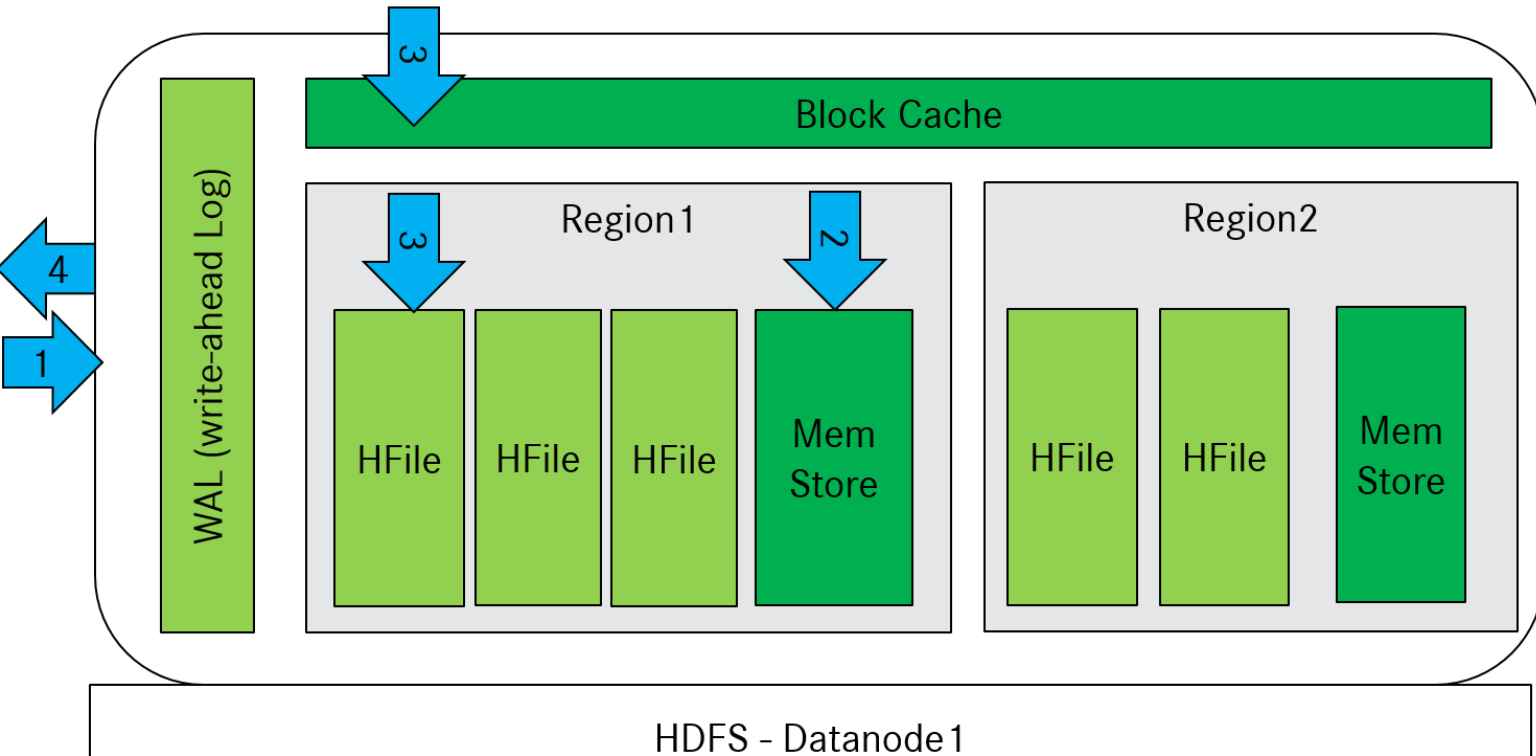 3
Block Cache
WAL (write-ahead Log)
Region1
3
2
Region2
4
1
HFile
HFile
HFile
Mem
Store
HFile
HFile
Mem
Store
HDFS - Datanode1